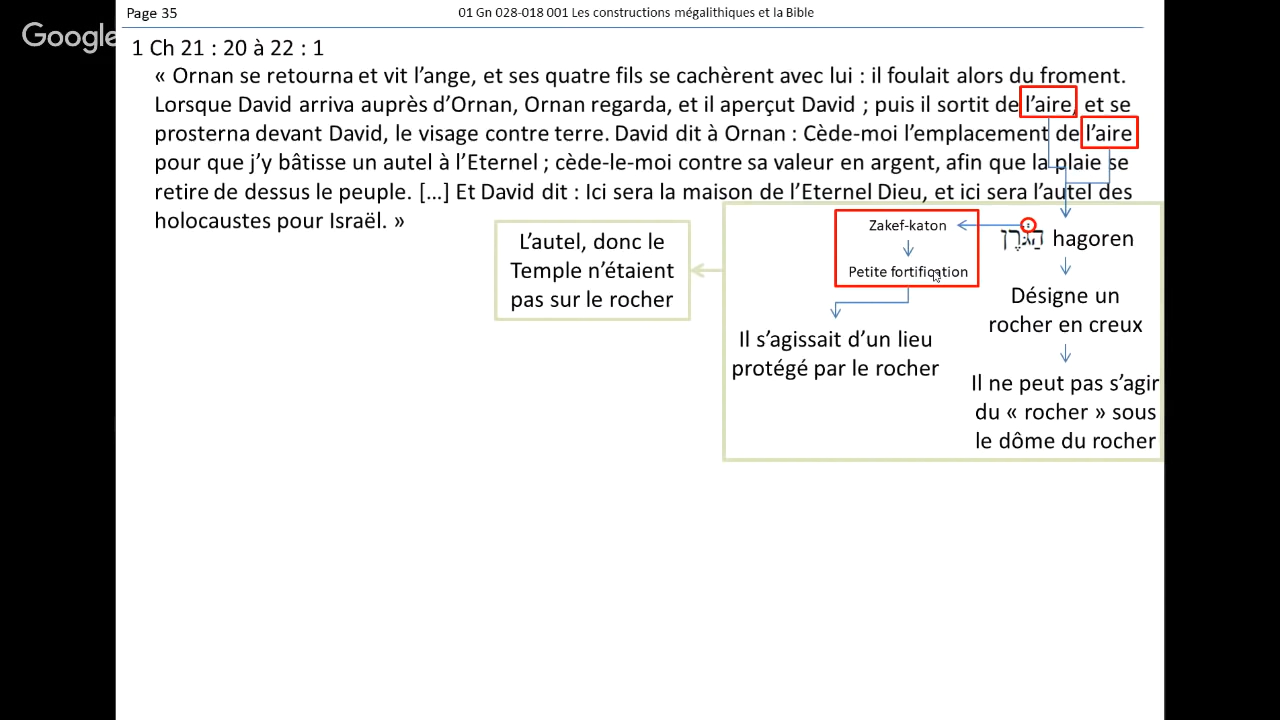 Google
Page 35
01 Gn 028-018 001 Les constructions mégalithiques et la Bible
1 Ch 21 : 20 à 22 : 1
« Ornan se retourna et vit l’ange, et ses quatre fils se cachèrent avec lui : il foulait alors du froment.
Lorsque David arriva auprès d’Ornan, Ornan regarda, et il aperçut David ; puis il sortit de l’aire, et se
prosterna devant David, le visage contre terre. David dit à Ornan : Cède-moi l’emplacement de l’aire
pour que j’y bâtisse un autel à l’Eternel ; cède-le-moi contre sa valeur en argent, afin que la plaie se
retire de dessus le peuple. […] Et David dit : Ici sera la maison de l’Eternel Dieu, et ici sera l’autel des
holocaustes pour Israël. »
L’autel, donc le
Temple n’étaient
pas sur le rocher
Zakef-katon
Petite fortification
Il s’agissait d’un lieu
protégé par le rocher
הַגֹּ֔רֶן hagoren
Désigne un
rocher en creux
Il ne peut pas s’agir
du « rocher » sous
le dôme du rocher